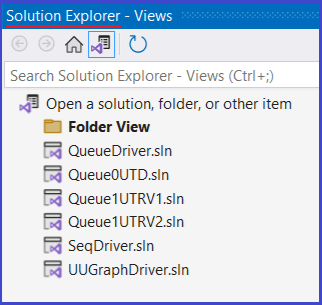 Solution Explorer - Views
Search Solution Explorer - Views (Ctrl+;)
Open a solution, folder, or other item
Folder View
QueueDriver.sln
Queue0UTD.sln
Queue1UTRV1.sln
Queue1UTRV2.sln
SeqDriver.sln
UUGraphDriver.sln